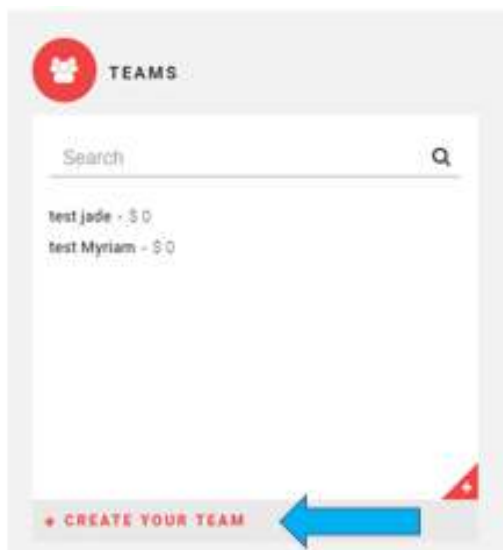 TEAMS
Search
test jade - $ 0
test Myriam - $ 0
+ CREATE YOUR TEAM